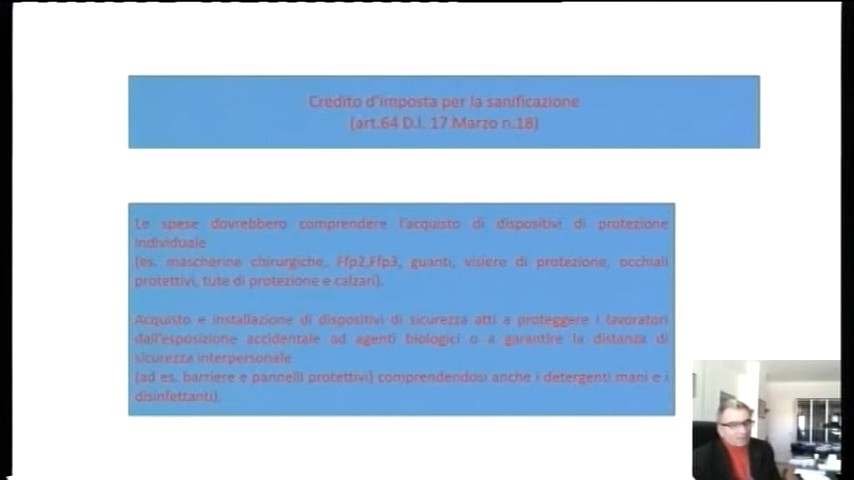 Credito d'imposta per la sanificazione
(art.64 D.l. 17 Marzo n.18)
Le spese dovrebbero comprendere l'acquisto di dispositivi di protezione
individuale
(es. mascherine chirurgiche, Ffp2,Ffp3, guanti, visiere di protezione, occhiali
protettivi, tute di protezione e calzari).
Acquisto e installazione di dispositivi di sicurezza atti a proteggere i lavoratori
dall'esposizione accidentale ad agenti biologici o a garantire la distanza di
sicurezza interpersonale
(ad es. barriere e pannelli protettivi) comprendendosi anche i detergenti mani e i
disinfettanti).